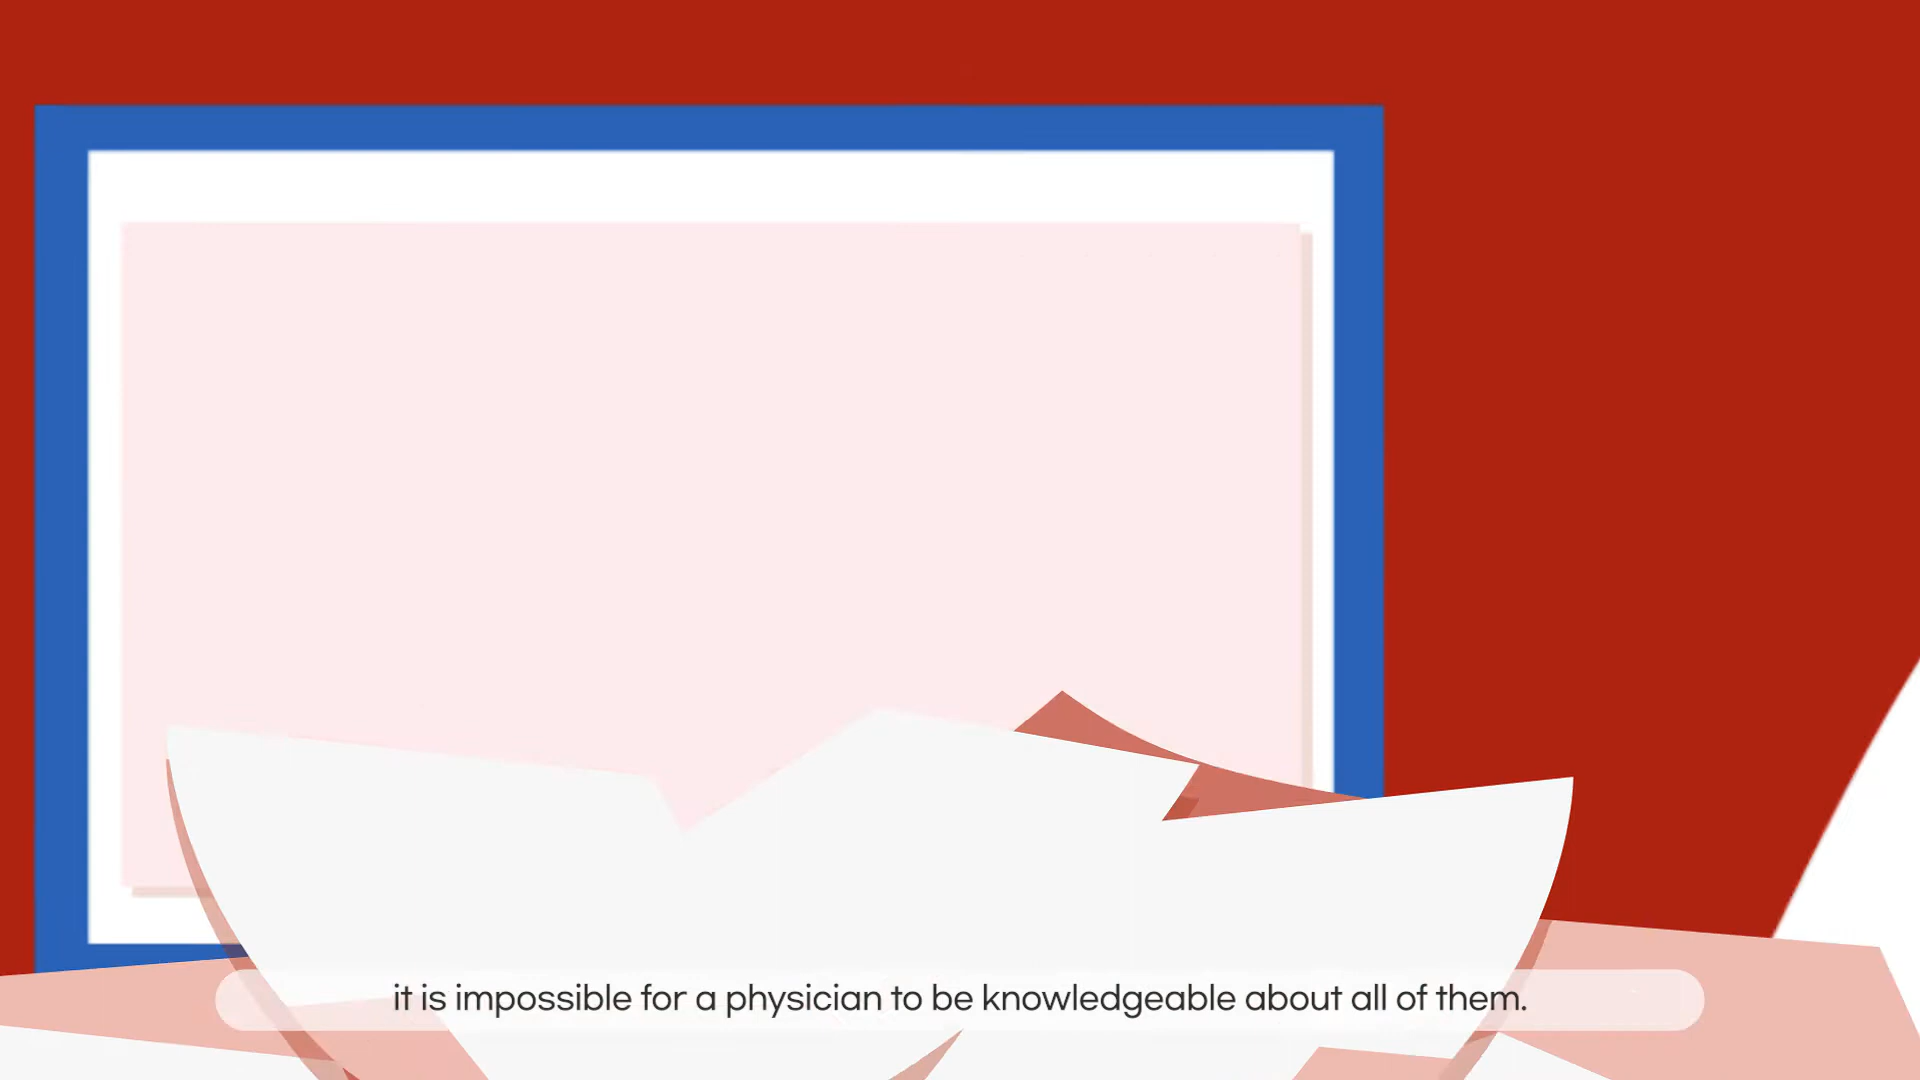 it is impossible for a physician to be knowledgeable about all of them.